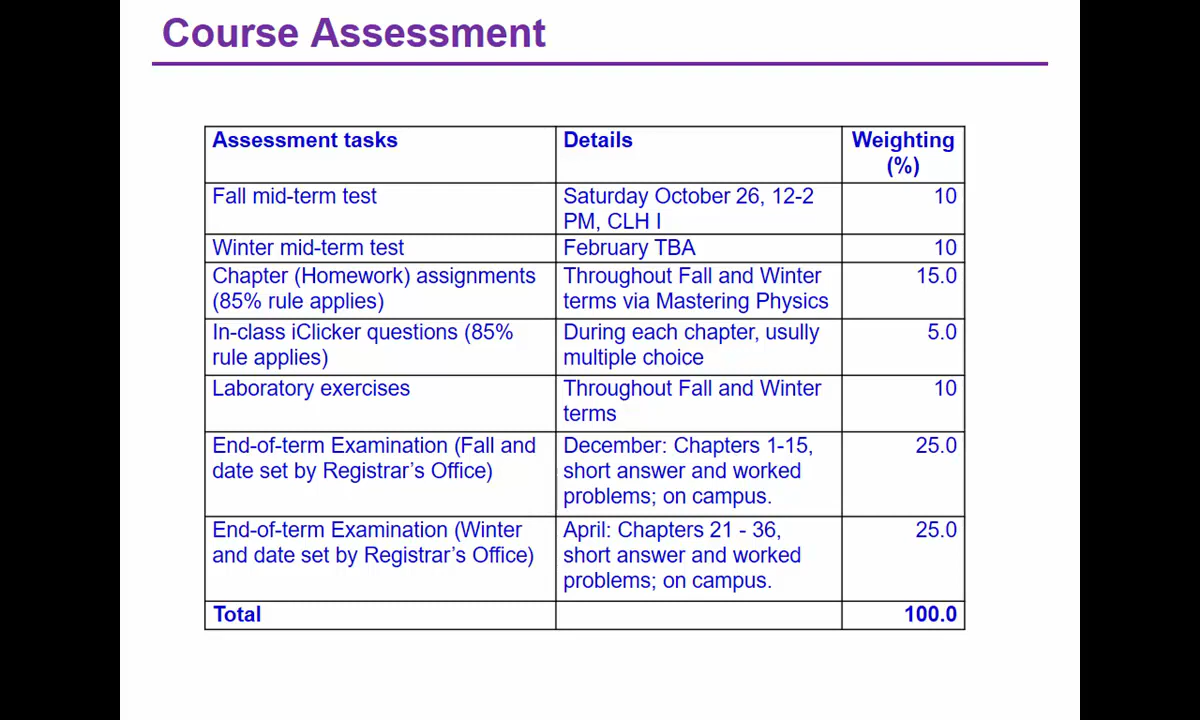 Course Assessment
Assessment tasks
Details
Weighting
(%)
Fall mid-term test
Saturday October 26, 12-2
PM, CLH I
10
Winter mid-term test
February TBA
10
Chapter (Homework) assignments
(85% rule applies)
Throughout Fall and Winter
terms via Mastering Physics
15.0
In-class iClicker questions (85%
rule applies)
During each chapter, usully
multiple choice
5.0
Laboratory exercises
Throughout Fall and Winter
terms
10
End-of-term Examination (Fall and
date set by Registrar’s Office)
December: Chapters 1-15,
short answer and worked
problems; on campus.
25.0
End-of-term Examination (Winter
and date set by Registrar’s Office)
April: Chapters 21 - 36,
short answer and worked
problems; on campus.
25.0
Total
100.0